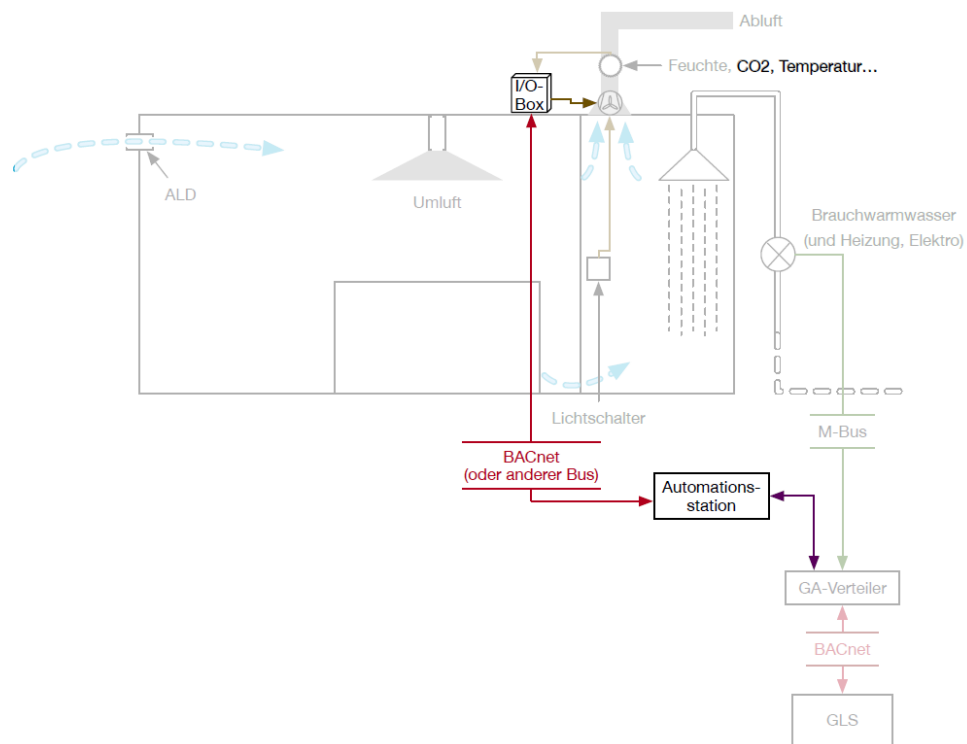 Abluft
Feuchte, CO2, Temperatur...
I/O-
Box
ALD
Umluft
Brauchwarmwasser
(und Heizung, Elektro)
Lichtschalter
M-Bus
BACnet
(oder anderer Bus)
Automations-
station
GA-Verteiler
BACnet
GLS